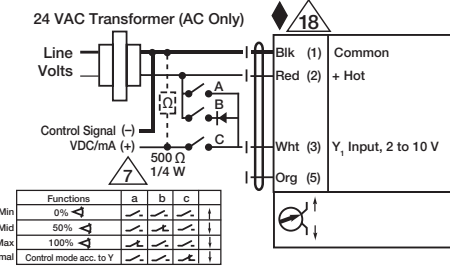 24 VAC Transformer (AC Only)
18
Line
Volts
Blk (1) Common
Red (2) + Hot
A
Ω
B
Control Signal (–)
VDC/mA (+)
C
Wht (3) Y1 Input, 2 to 10 V
7
500 Ω
1/4 W
Org (5)
Functions a b c
Min 0%
Mid 50%
Max 100%
mal Control mode acc. to Y